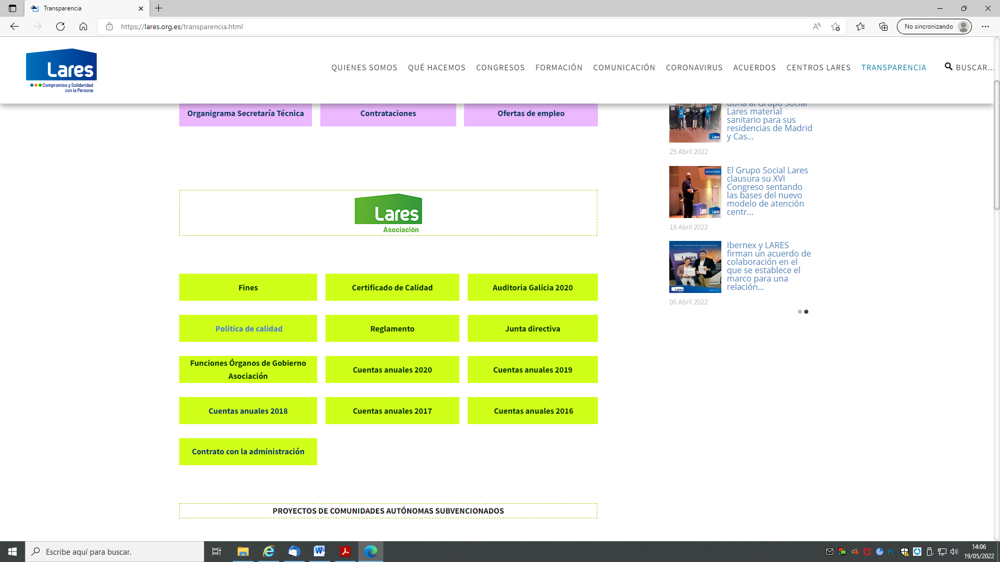 Transparencia
https://lares.org.es/transparencia.html
No sincronizando
Lares
Compromiso y Solidaridad
con la Persona
QUIENES SOMOS QUÉ HACEMOS CONGRESOS FORMACIÓN COMUNICACIÓN CORONAVIRUS ACUERDOS CENTROS LARES TRANSPARENCIA BUSCAR...
Organigrama Secretaría Técnica Contrataciones Ofertas de empleo
Lares
Asociación
Fines Certificado de Calidad Auditoria Galicia 2020
Politica de calidad Reglamento Junta directiva
Funciones Órganos de Gobierno
Asociación
Cuentas anuales 2020 Cuentas anuales 2019
Cuentas anuales 2018 Cuentas anuales 2017 Cuentas anuales 2016
Contrato con la administración
PROYECTOS DE COMUNIDADES AUTÓNOMAS SUBVENCIONADOS
dona al Grupo Social
Lares material
sanitario para sus
residencias de Madrid
y Cas...
25 Abril 2022
El Grupo Social Lares
clausura su XVI
Congreso sentando
las bases del nuevo
modelo de atención
centr...
18 Abril 2022
Ibernex y LARES
firman un acuerdo de
colaboración en el
que se establece el
marco para una
relación...
06 Abril 2022
Escribe aquí para buscar.
14:06
19/05/2022